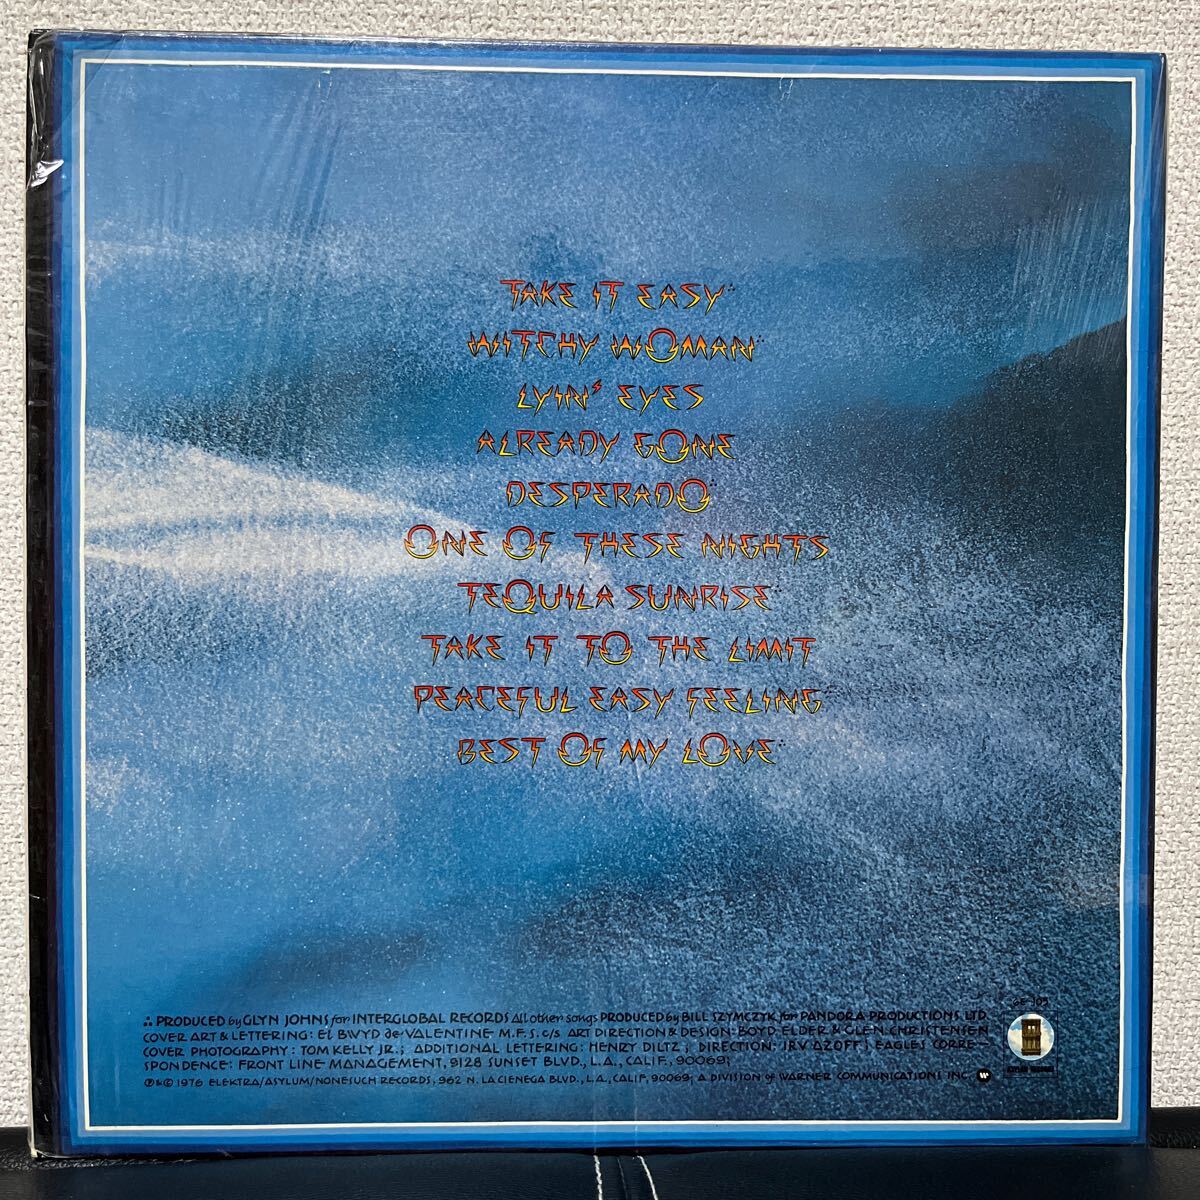 TAKE IT EASY∴
WITCHY WOMAN∴
LYIN' EYES
ALREADY GONE
DESPERADO∴
ONE OF THESE NIGHTS
TEQUILA SUNRISE∴
TAKE IT TO THE LIMIT
PEACEFUL EASY FEELING∴
BEST OF MY LOVE∴
6E-105
∴ PRODUCED by GLYN JOHNS for INTERGLOBAL RECORDS All other songs PRODUCED by BILL SZYMCZYK for PANDORA PRODUCTIONS, LTD.
COVER ART & LETTERING: EL BWYD de VALENTINE M.F.S. c/s ART DIRECTION & DESIGN: BOYD ELDER & GLEN CHRISTENSEN
COVER PHOTOGRAPHY: TOM KELLY JR.; ADDITIONAL LETTERING: HENRY DILTZ; DIRECTION: IRV AZOFF; EAGLES CORRE-
SPONDENCE: FRONT LINE MANAGEMENT, 9128 SUNSET BLVD., L.A., CALIF., 90069;
℗&© 1976 ELEKTRA/ASYLUM/NONESUCH RECORDS, 962 N. LA CIENEGA BLVD., L.A., CALIF. 90069; A DIVISION of WARNER COMMUNICATIONS INC.
ASYLUM RECORDS